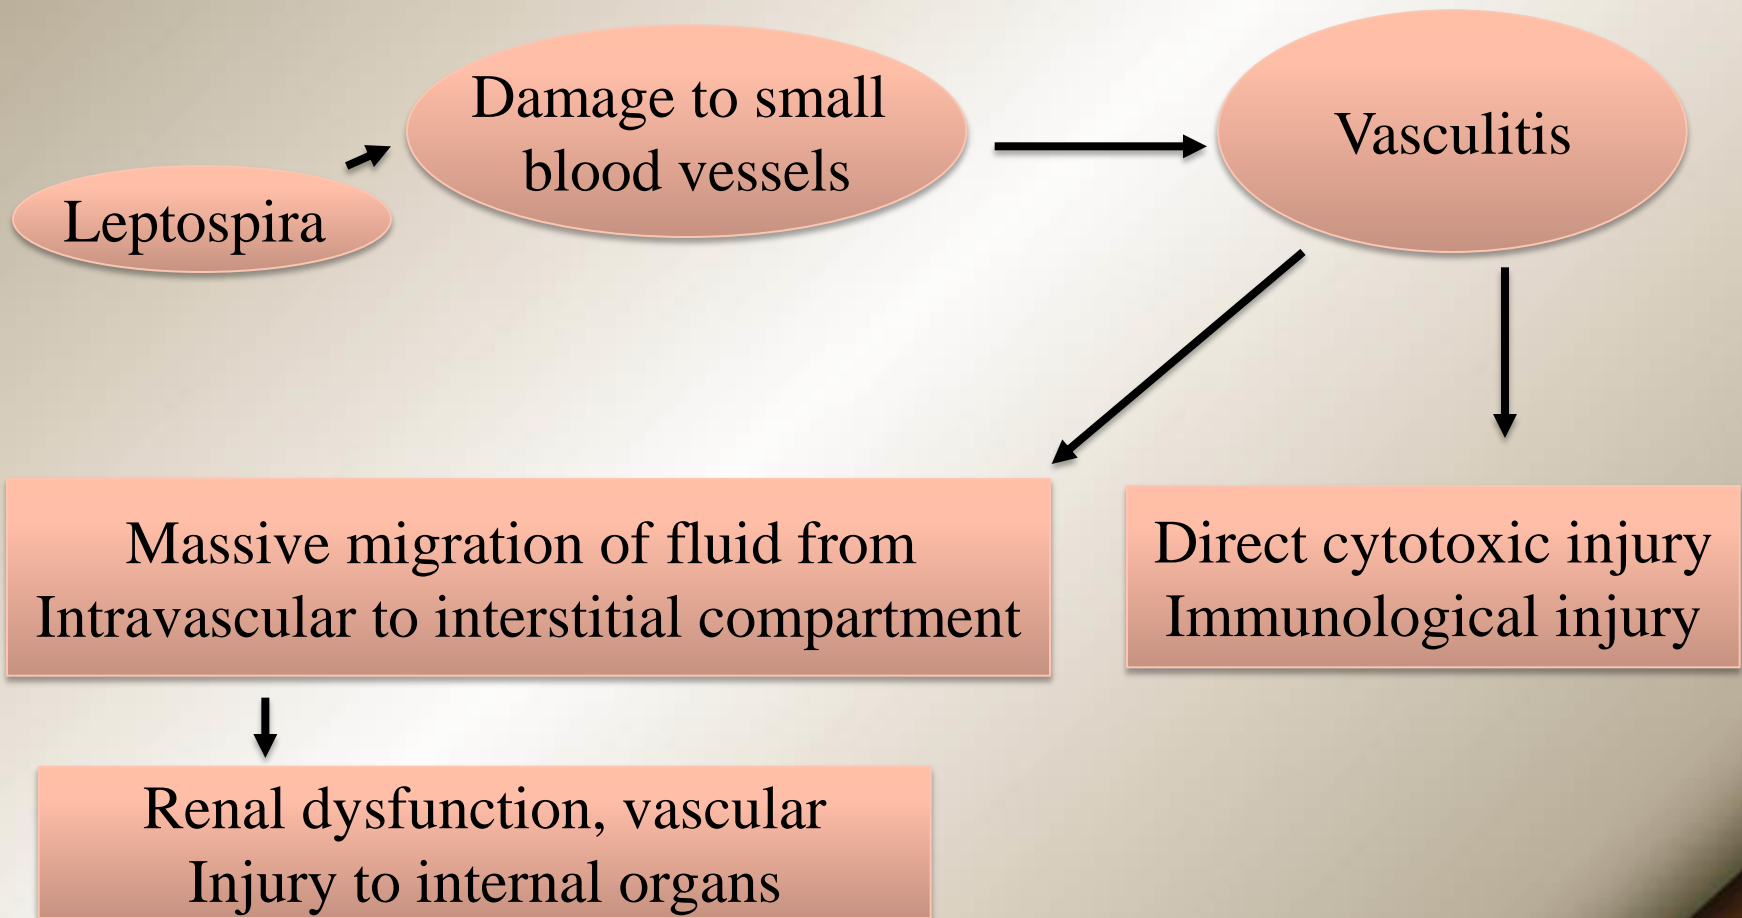 Leptospira
Damage to small
blood vessels
Vasculitis
Massive migration of fluid from
Intravascular to interstitial compartment
Direct cytotoxic injury
Immunological injury
Renal dysfunction, vascular
Injury to internal organs